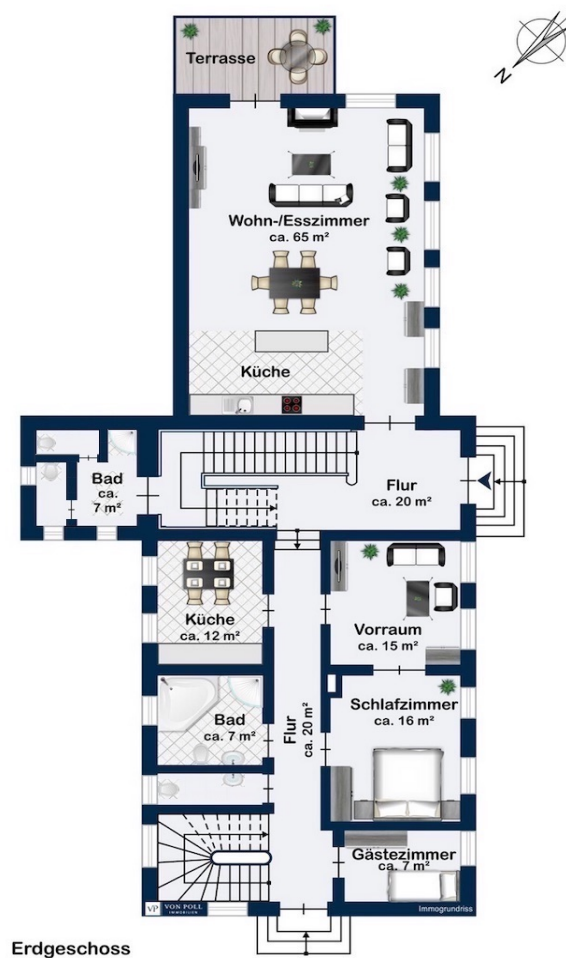 Terrasse
N
Wohn-/Esszimmer
ca. 65 m²
Küche
Bad
ca.
7 m²
Flur
ca. 20 m²
Küche
ca. 12 m²
Vorraum
ca. 15 m²
Bad
ca. 7 m²
Flur
ca. 20 m²
Schlafzimmer
ca. 16 m²
Gästezimmer
ca. 7 m²
VP VON POLL
IMMOBILIEN
Immogrundriss
Erdgeschoss